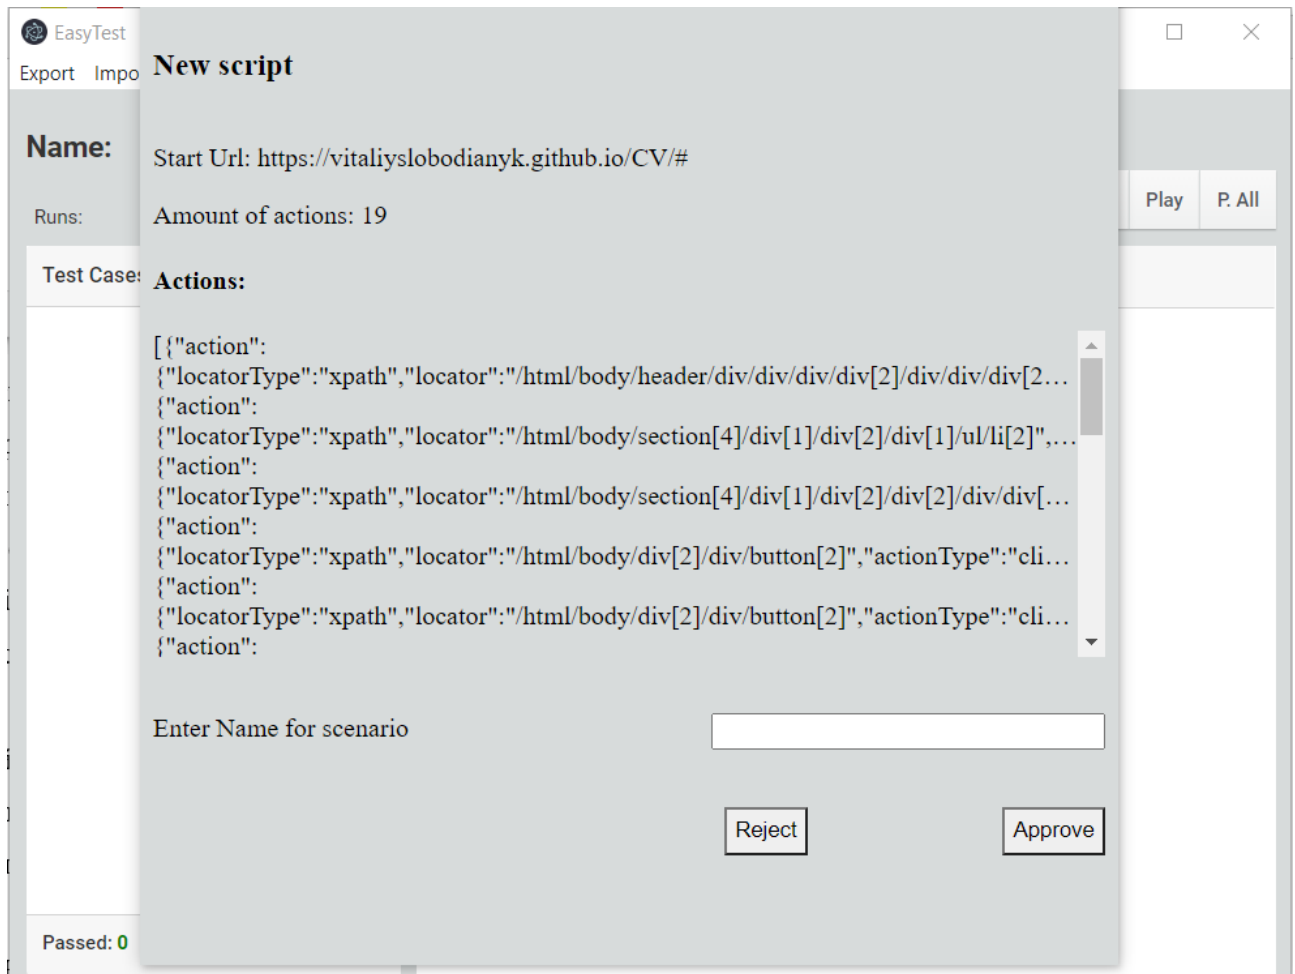 EasyTest
Export Impo
New script
Name:
Start Url: https://vitaliyslobodianyk.github.io/CV/#
Play P. All
Runs:
Amount of actions: 19
Test Cases
Actions:
[{"action":
{"locatorType":"xpath","locator":"/html/body/header/div/div/div/div[2]/div/div/div[2…
{"action":
{"locatorType":"xpath","locator":"/html/body/section[4]/div[1]/div[2]/div[1]/ul/li[2]",…
{"action":
{"locatorType":"xpath","locator":"/html/body/section[4]/div[1]/div[2]/div[2]/div/div[…
{"action":
{"locatorType":"xpath","locator":"/html/body/div[2]/div/button[2]","actionType":"cli…
{"action":
{"locatorType":"xpath","locator":"/html/body/div[2]/div/button[2]","actionType":"cli…
{"action":
Enter Name for scenario
Reject Approve
Passed: 0